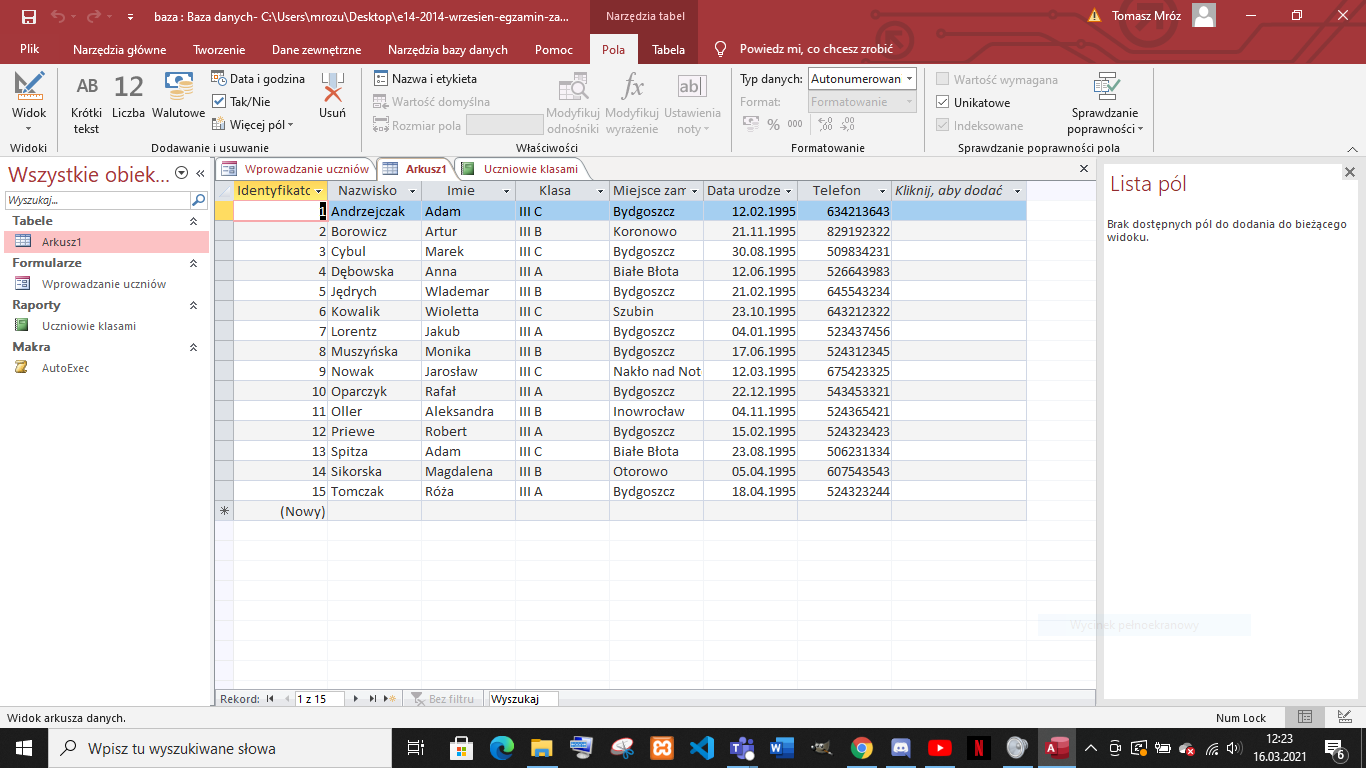 baza : Baza danych- C:\Users\mrozu\Desktop\e14-2014-wrzesien-egzamin-za...
Narzędzia tabel
Tomasz Mróz
Plik Narzędzia główne Tworzenie Dane zewnętrzne Narzędzia bazy danych Pomoc Pola Tabela Powiedz mi, co chcesz zrobić
Widok
AB Krótki tekst
12 Liczba
Walutowe
Data i godzina
Tak/Nie
Więcej pól
Usuń
Nazwa i etykieta
Wartość domyślna
Rozmiar pola
Modyfikuj odnośniki
fx Modyfikuj wyrażenie
ab Ustawienia noty
Typ danych: Autonumerowan
Format: Formatowanie
% 000 ,00 ,00
Wartość wymagana
Unikatowe
Indeksowane
Sprawdzanie poprawności
Widoki Dodawanie i usuwanie Właściwości Formatowanie Sprawdzanie poprawności pola
Wszystkie obiek...
Wyszukaj...
Tabele
Arkusz1
Formularze
Wprowadzanie uczniów
Raporty
Uczniowie klasami
Makra
AutoExec
Wprowadzanie uczniów Arkusz1 Uczniowie klasami
Identyfikato Nazwisko Imie Klasa Miejsce zam Data urodze Telefon Kliknij, aby dodać
1 Andrzejczak Adam III C Bydgoszcz 12.02.1995 634213643
2 Borowicz Artur III B Koronowo 21.11.1995 829192322
3 Cybul Marek III C Bydgoszcz 30.08.1995 509834231
4 Dębowska Anna III A Białe Błota 12.06.1995 526643983
5 Jędrych Wlademar III B Bydgoszcz 21.02.1995 645543234
6 Kowalik Wioletta III C Szubin 23.10.1995 643212322
7 Lorentz Jakub III A Bydgoszcz 04.01.1995 523437456
8 Muszyńska Monika III B Bydgoszcz 17.06.1995 524312345
9 Nowak Jarosław III C Nakło nad Not 12.03.1995 675423325
10 Oparczyk Rafał III A Bydgoszcz 22.12.1995 543453321
11 Oller Aleksandra III B Inowrocław 04.11.1995 524365421
12 Priewe Robert III A Bydgoszcz 15.02.1995 524323423
13 Spitza Adam III C Białe Błota 23.08.1995 506231334
14 Sikorska Magdalena III B Otorowo 05.04.1995 607543543
15 Tomczak Róża III A Bydgoszcz 18.04.1995 524323244
(Nowy)
Rekord: 1 z 15 Bez filtru Wyszukaj
Lista pól
Brak dostępnych pól do dodania do bieżącego
widoku.
Wycinek pełnoekranowy
Widok arkusza danych.
Num Lock
Wpisz tu wyszukiwane słowa
12:23
16.03.2021
6